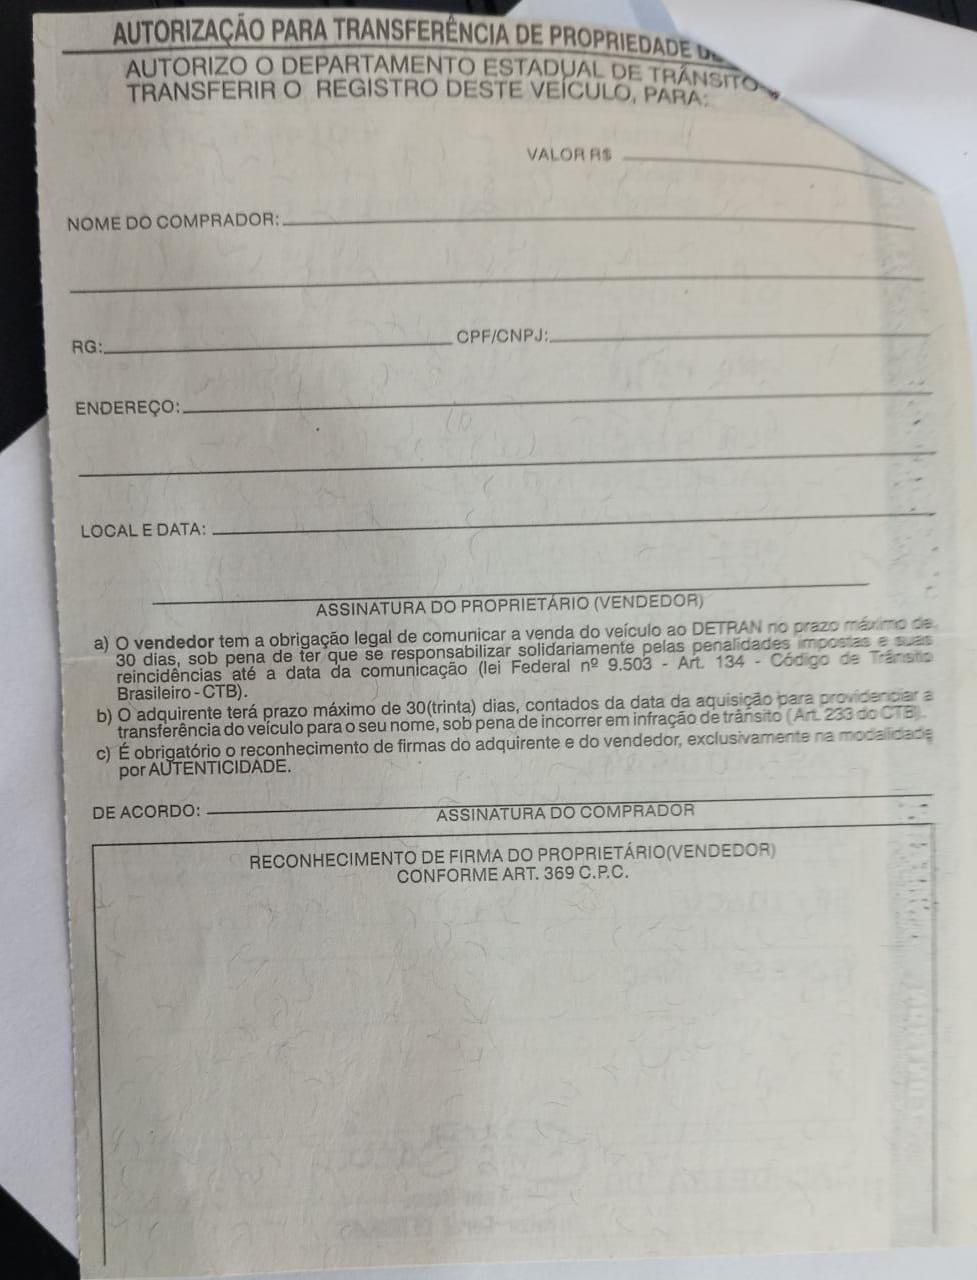 AUTORIZAÇÃO PARA TRANSFERÊNCIA DE PROPRIEDADE
AUTORIZO O DEPARTAMENTO ESTADUAL DE TRÂNSITO
TRANSFERIR O REGISTRO DESTE VEÍCULO, PARA:
VALOR R$
NOME DO COMPRADOR:
RG: CPF/CNPJ:
ENDEREÇO:
LOCAL E DATA:
ASSINATURA DO PROPRIETÁRIO (VENDEDOR)
a) O vendedor tem a obrigação legal de comunicar a venda do veículo ao DETRAN no prazo máximo de
30 dias, sob pena de ter que se responsabilizar solidariamente pelas penalidades impostas e suas
reincidências até a data da comunicação (lei Federal nº 9.503 - Art. 134 - Código de Trânsito
Brasileiro - CTB).
b) O adquirente terá prazo máximo de 30(trinta) dias, contados da data da aquisição para providenciar a
transferência do veículo para o seu nome, sob pena de incorrer em infração de trânsito (Art. 233 do CTB).
c) É obrigatório o reconhecimento de firmas do adquirente e do vendedor, exclusivamente na modalidade
por AUTENTICIDADE.
DE ACORDO:
ASSINATURA DO COMPRADOR
RECONHECIMENTO DE FIRMA DO PROPRIETÁRIO(VENDEDOR)
CONFORME ART. 369 C.P.C.